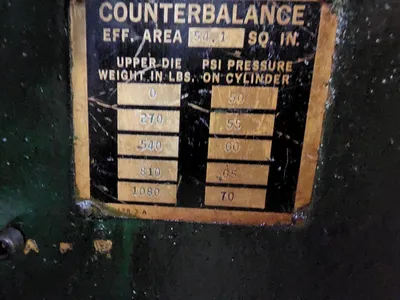 COUNTERBALANCE
EFF. AREA 54.1 SQ. IN.
UPPER DIE PSI PRESSURE
WEIGHT IN LBS. ON CYLINDER
0 50
270 55
540 60
810 65
1080 70